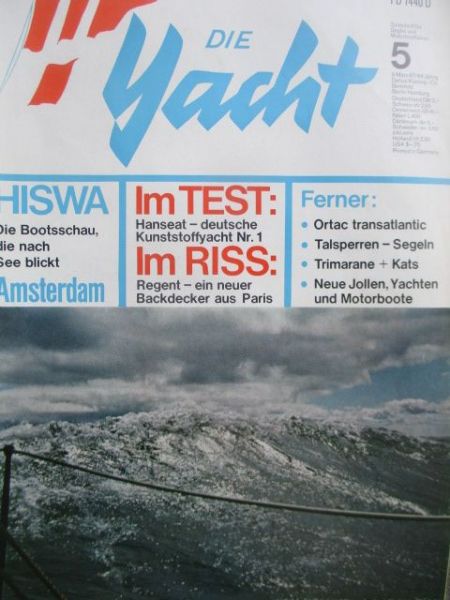 DIE
Yacht
5
HISWA
Die Bootsschau,
die nach
See blickt
Amsterdam
Im TEST:
Hanseat – deutsche
Kunststoffyacht Nr. 1
Im RISS:
Regent – ein neuer
Backdecker aus Paris
Ferner:
• Ortac transatlantic
• Talsperren – Segeln
• Trimarane + Kats
• Neue Jollen, Yachten
und Motorboote